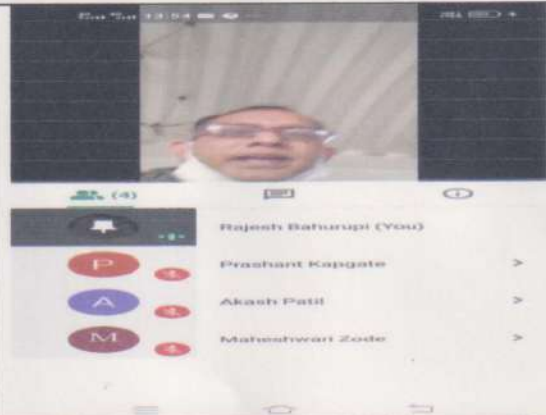 13:54
(4)
Rajesh Bahurupi (You)
P
Prashant Kapgate
>
A
Akash Patil
>
M
Maheshwari Zode
>